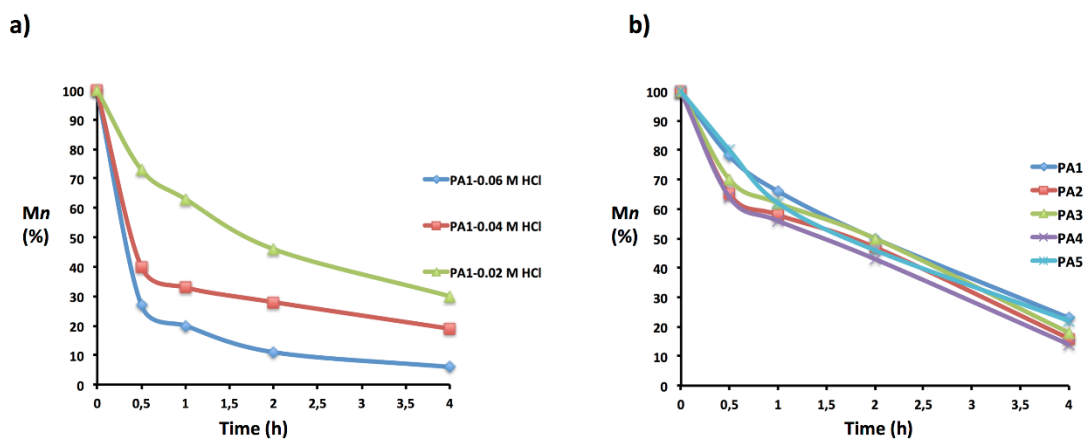 a)
100
90
80
70
60
50
40
30
20
10
0
Mn
(%)
0 0,5 1 1,5 2 2,5 3 3,5 4
Time (h)
PA1-0.06 M HCl
PA1-0.04 M HCl
PA1-0.02 M HCl
b)
100
90
80
70
60
50
40
30
20
10
0
Mn
(%)
0 0,5 1 1,5 2 2,5 3 3,5 4
Time (h)
PA1
PA2
PA3
PA4
PA5